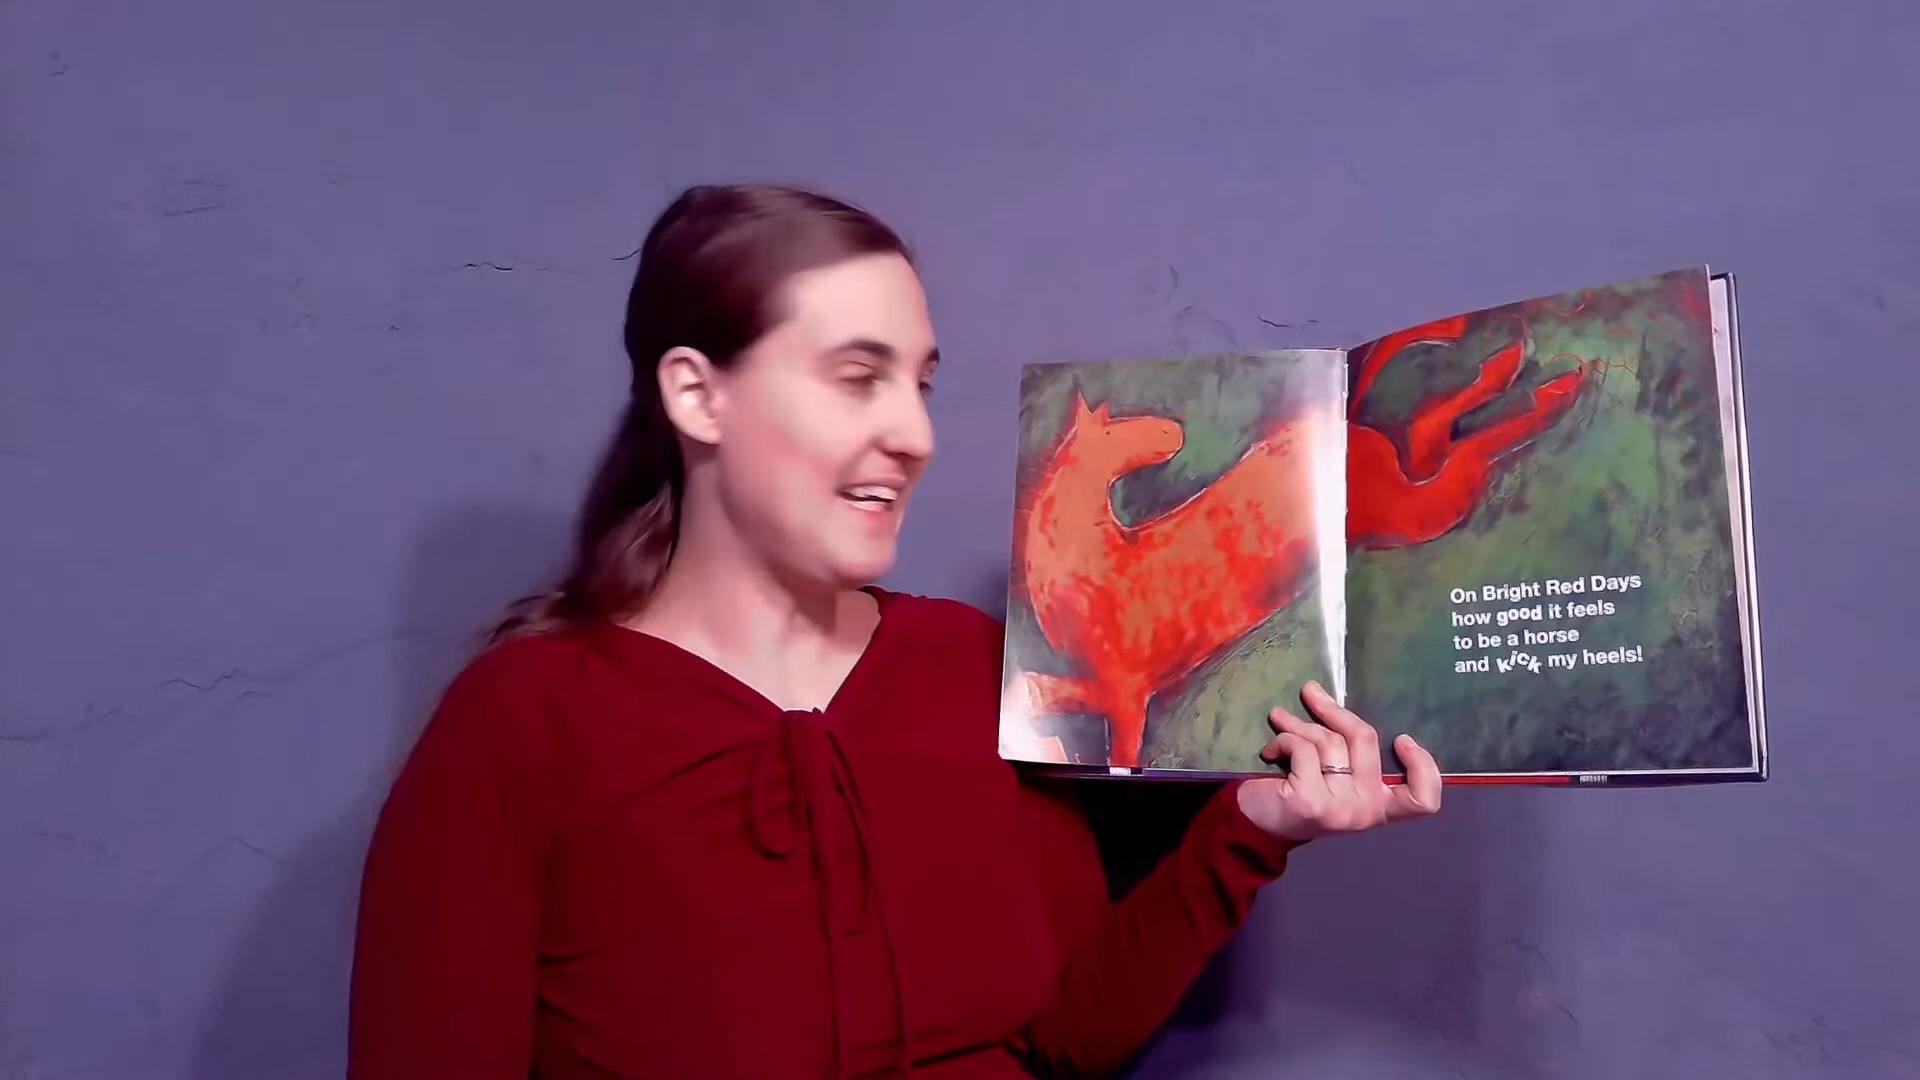 On Bright Red Days
how good it feels
to be a horse
and kick my heels!